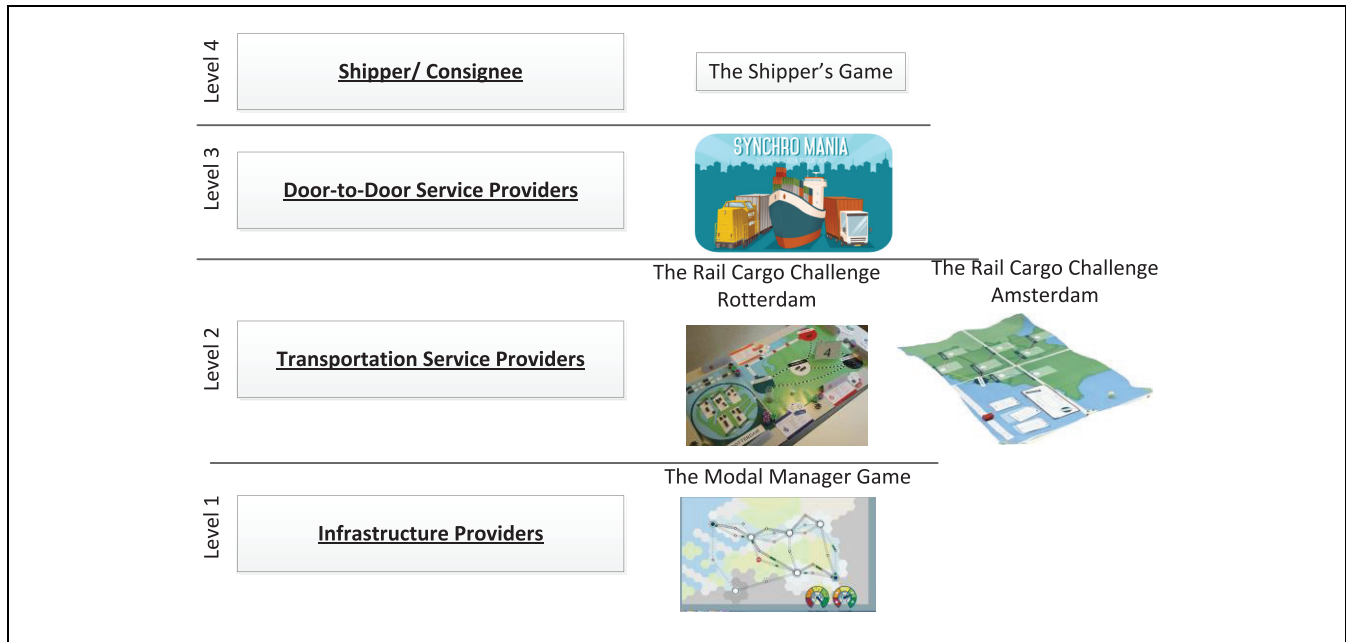 Level 4
Shipper/ Consignee
The Shipper's Game
Level 3
Door-to-Door Service Providers
SYNCHRO MANIA
Level 2
Transportation Service Providers
The Rail Cargo Challenge
Rotterdam
4
The Rail Cargo Challenge
Amsterdam
Level 1
Infrastructure Providers
The Modal Manager Game